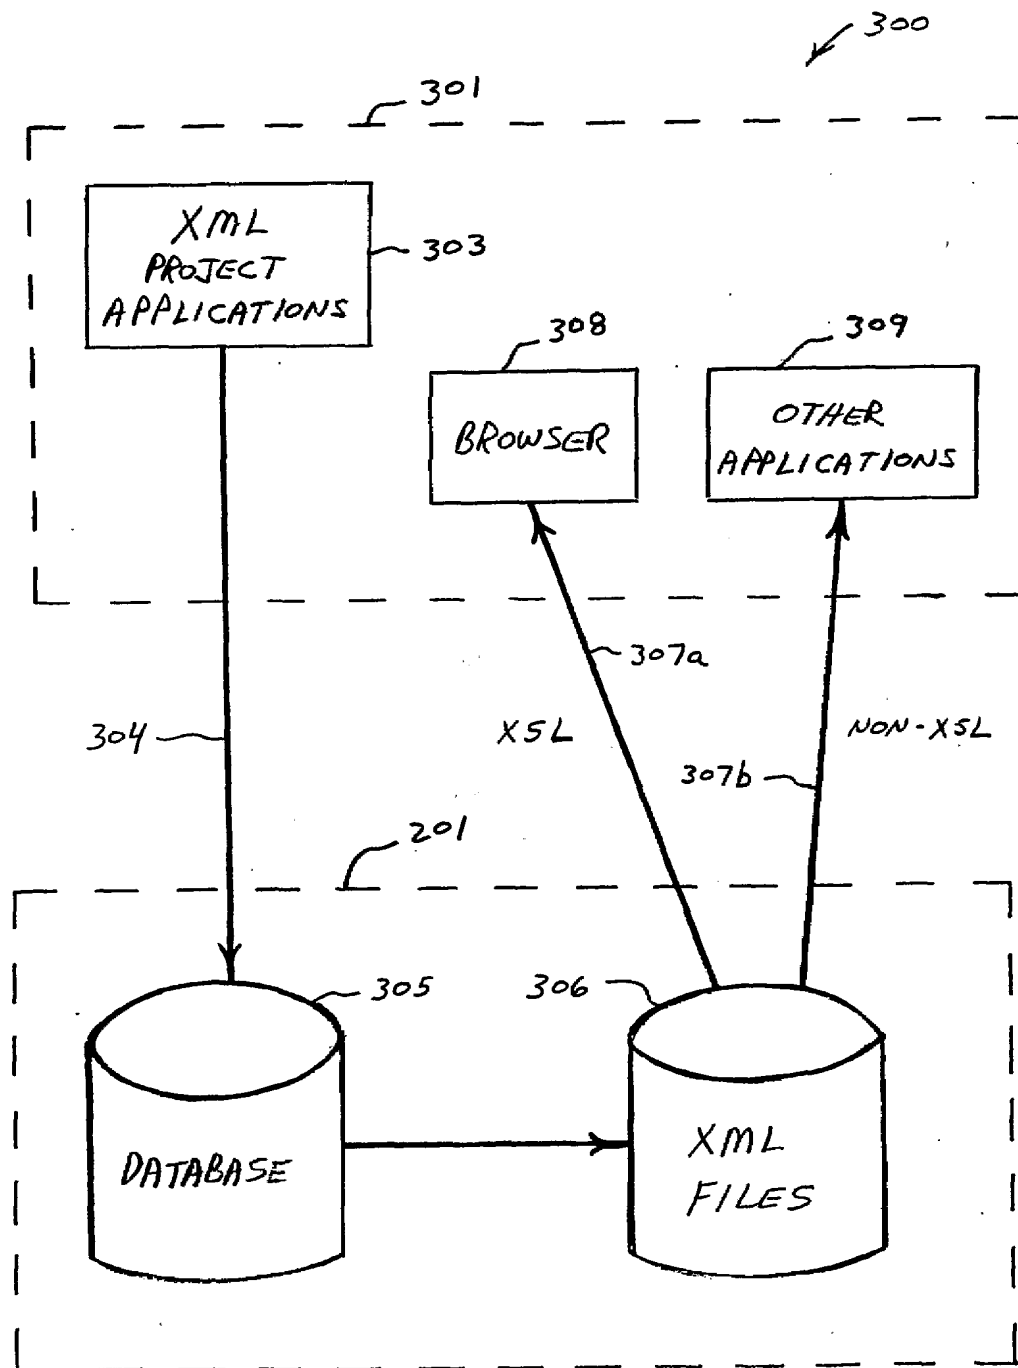 300
301
XML
PROJECT
APPLICATIONS
303
308
309
BROWSER
OTHER
APPLICATIONS
307a
304
XSL
NON-XSL
307b
201
305
306
DATABASE
XML
FILES